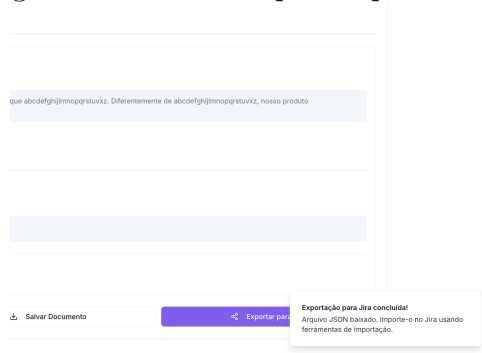 que abcdefghijlmnopqrstuvxz. Diferentemente de abcdefghijlmnopqrstuvxz, nosso produto
Salvar Documento
Exportar para
Exportação para Jira concluída!
Arquivo JSON baixado. Importe-o no Jira usando
ferramentas de importação.